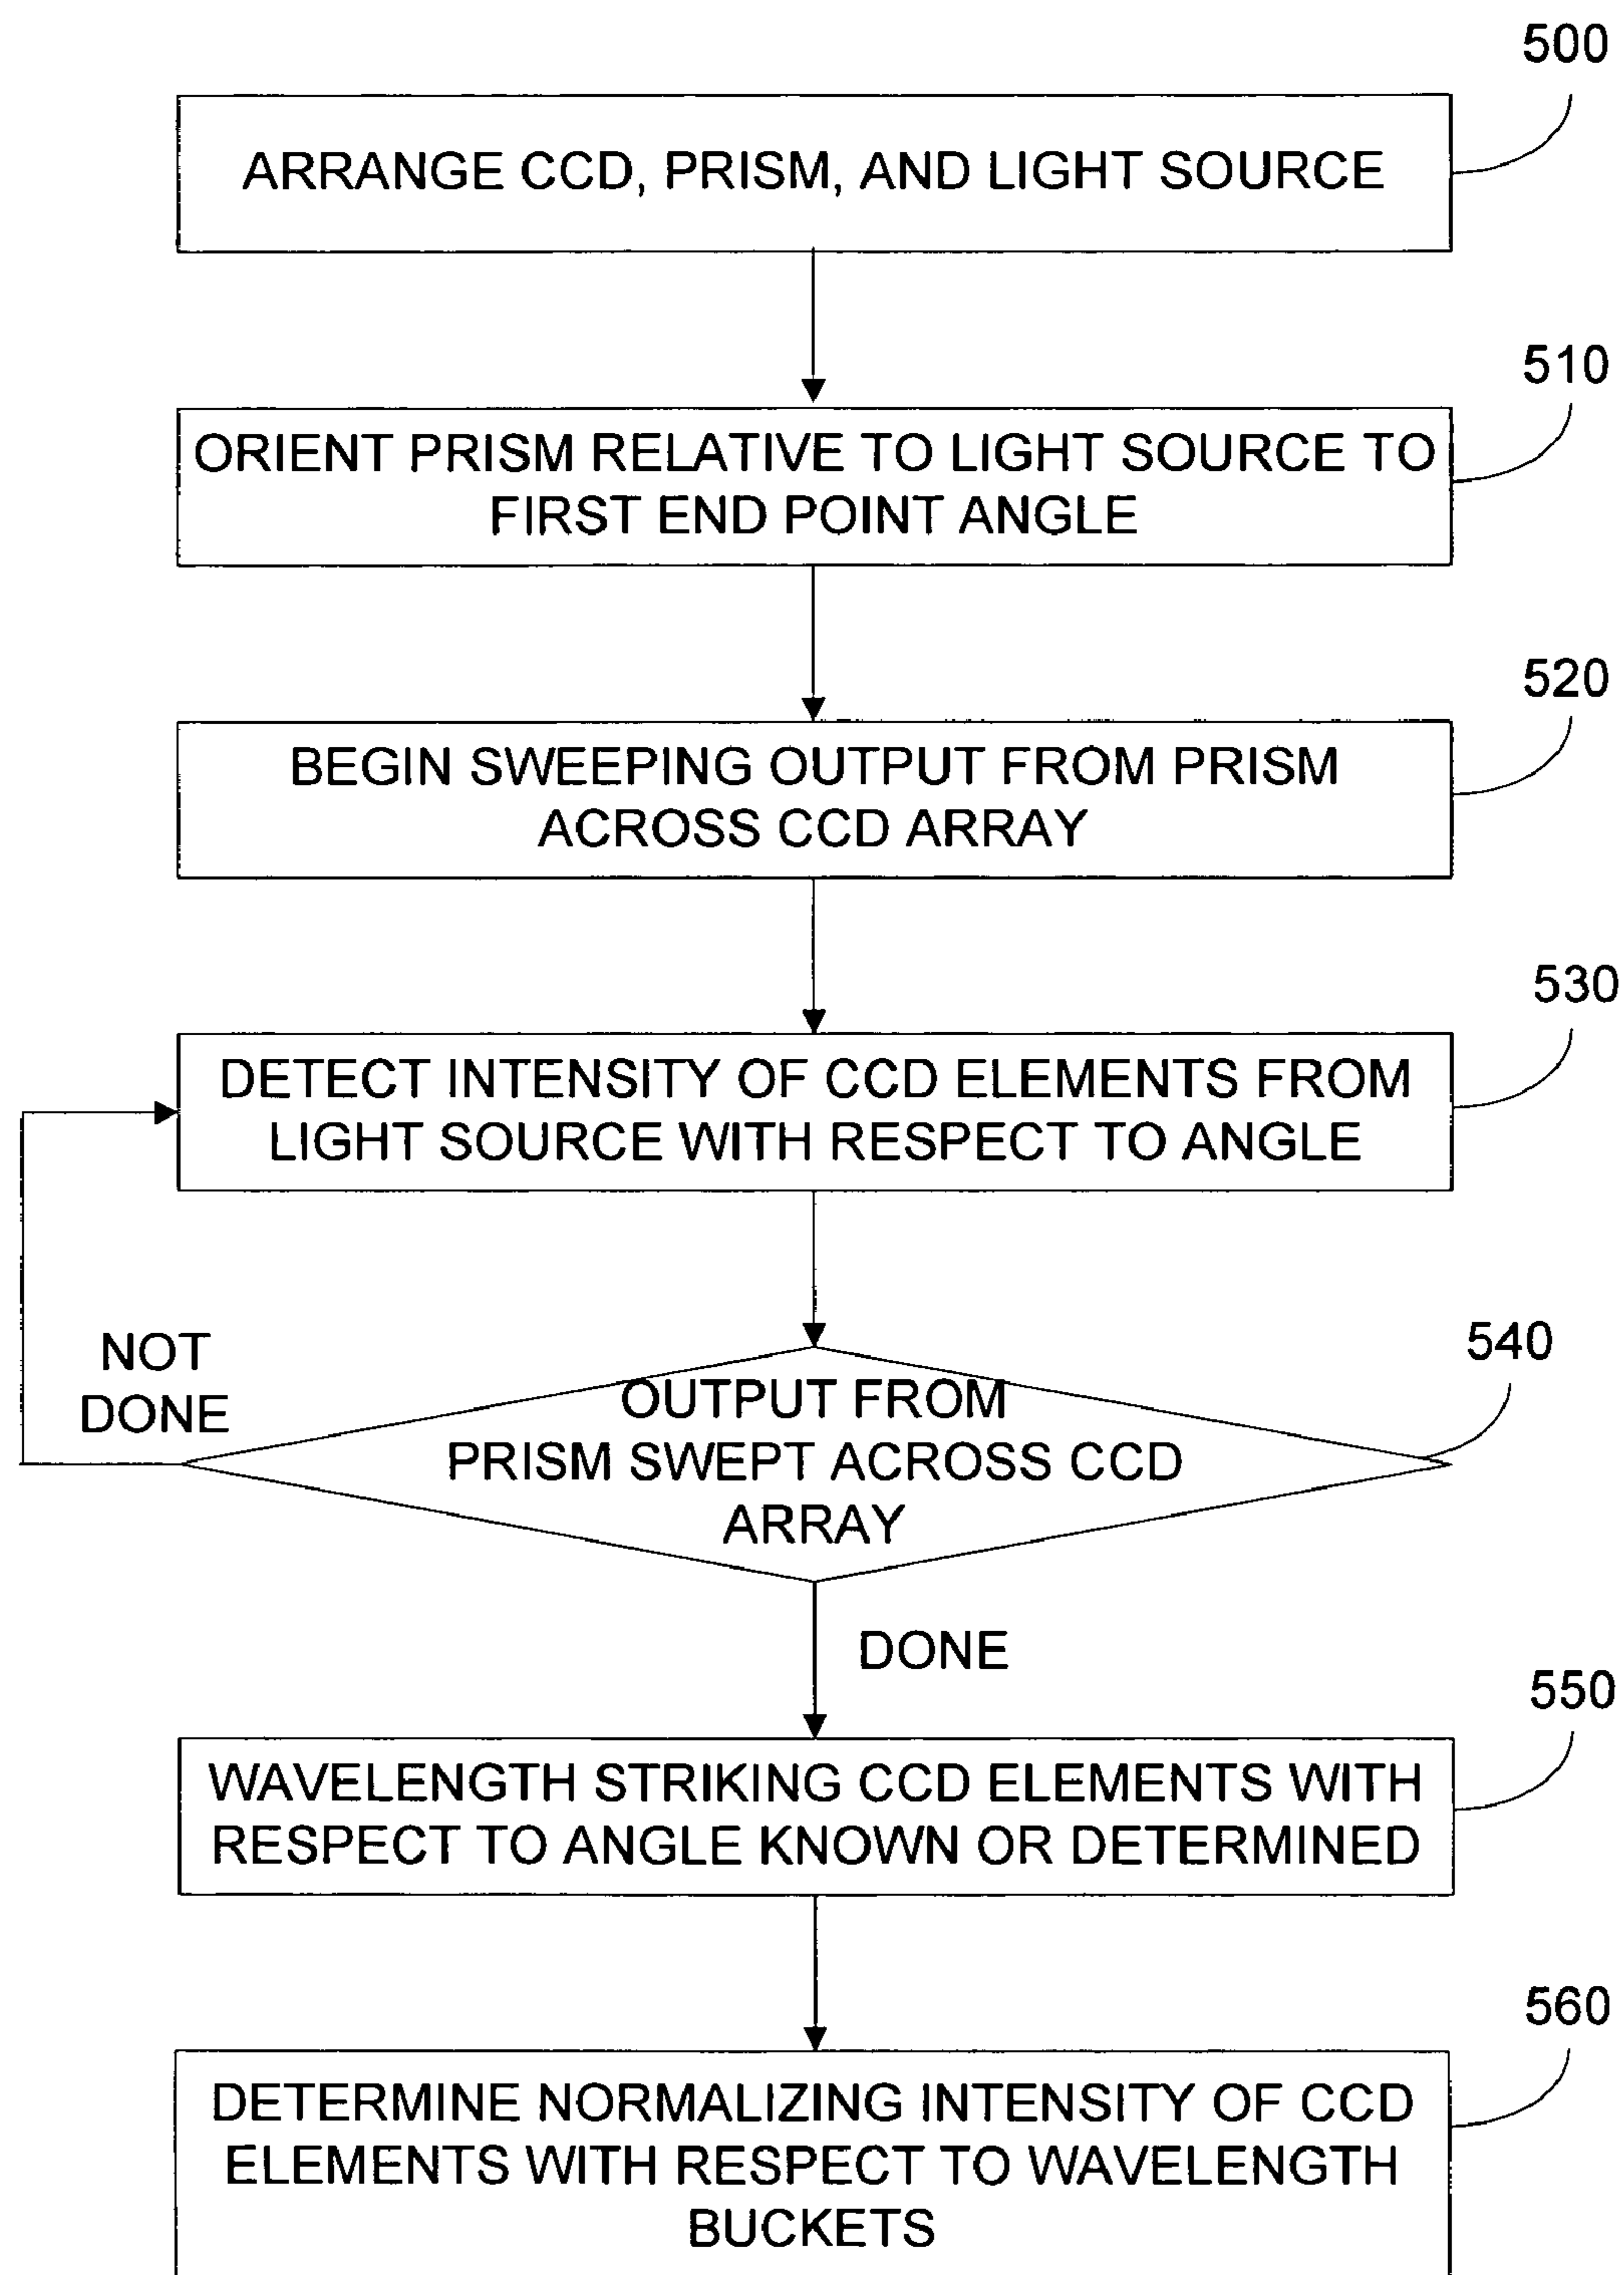 500
ARRANGE CCD, PRISM, AND LIGHT SOURCE
510
ORIENT PRISM RELATIVE TO LIGHT SOURCE TO
FIRST END POINT ANGLE
520
BEGIN SWEEPING OUTPUT FROM PRISM
ACROSS CCD ARRAY
530
DETECT INTENSITY OF CCD ELEMENTS FROM
LIGHT SOURCE WITH RESPECT TO ANGLE
540
NOT
DONE
OUTPUT FROM
PRISM SWEPT ACROSS CCD
ARRAY
DONE
550
WAVELENGTH STRIKING CCD ELEMENTS WITH
RESPECT TO ANGLE KNOWN OR DETERMINED
560
DETERMINE NORMALIZING INTENSITY OF CCD
ELEMENTS WITH RESPECT TO WAVELENGTH
BUCKETS